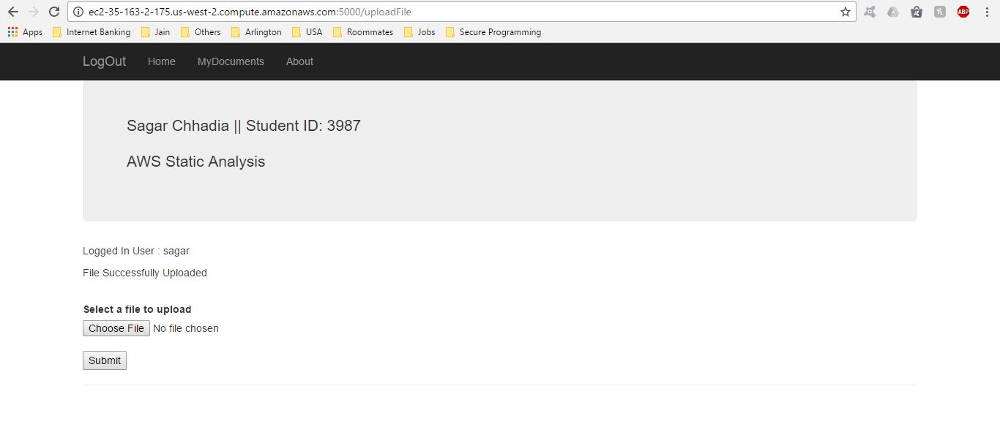 ec2-35-163-2-175.us-west-2.compute.amazonaws.com:5000/uploadFile
ABP
Apps Internet Banking Jain Others Arlington USA Roommates Jobs Secure Programming
LogOut Home MyDocuments About
Sagar Chhadia || Student ID: 3987
AWS Static Analysis
Logged In User : sagar
File Successfully Uploaded
Select a file to upload
Choose File No file chosen
Submit